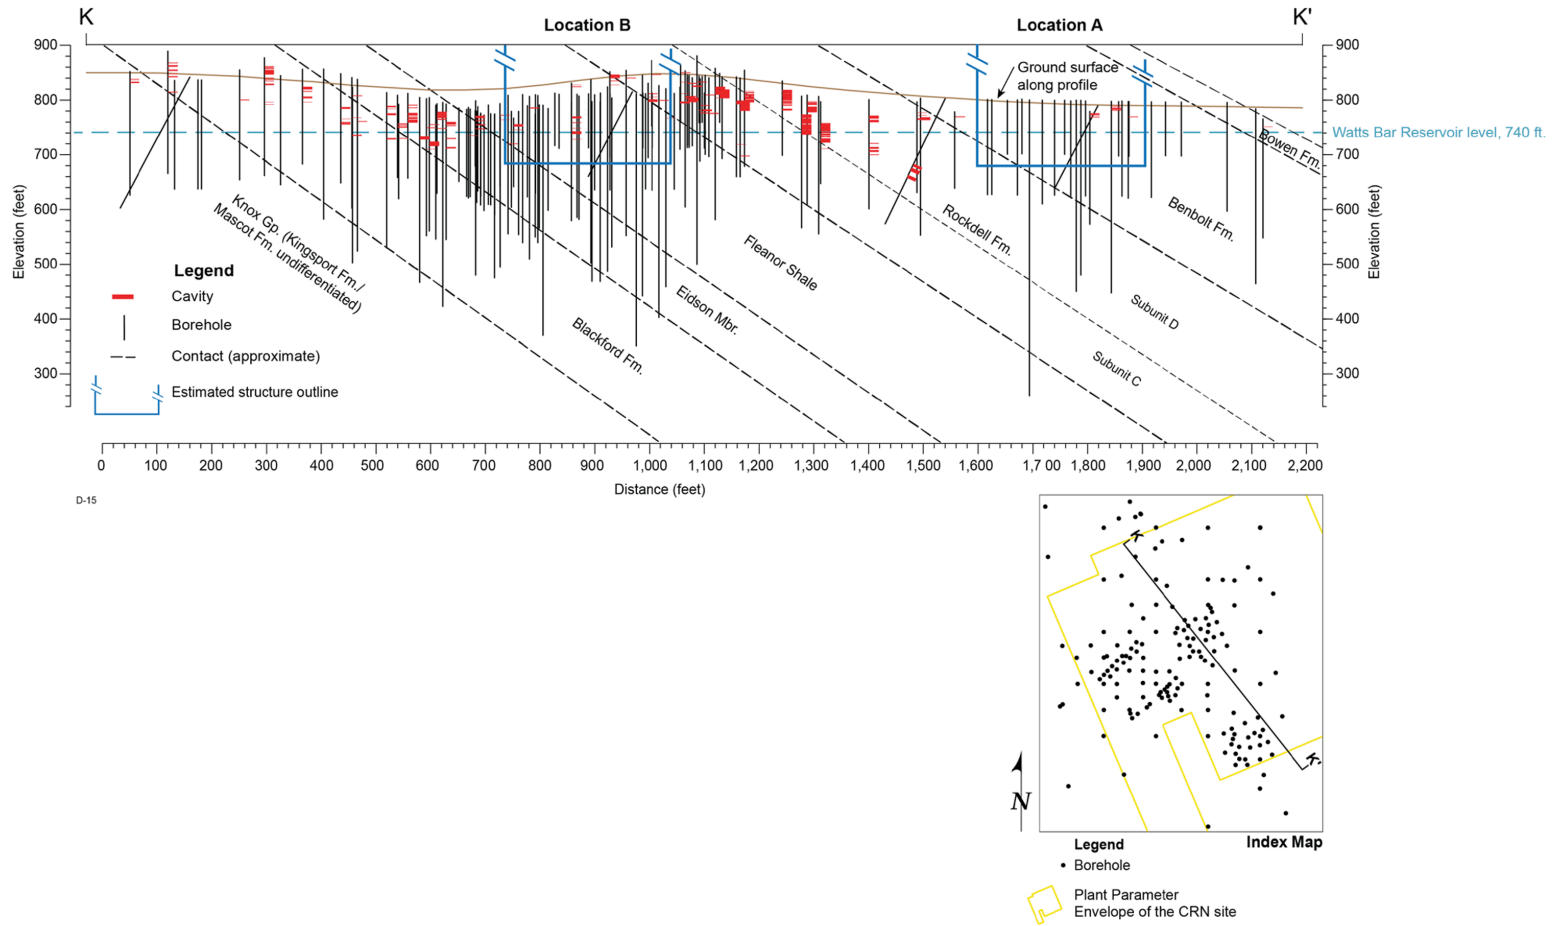 K
Location B
Location A
K'
900
800
700
600
500
400
300
Elevation (feet)
900
800
700
600
500
400
300
Elevation (feet)
Ground surface
along profile
Watts Bar Reservoir level, 740 ft.
Bowen Fm.
Benbolt Fm.
Rockdell Fm.
Subunit D
Subunit C
Fleanor Shale
Eidson Mbr.
Blackford Fm.
Knox Gp. (Kingsport Fm./
Mascot Fm. undifferentiated)
Legend
Cavity
Borehole
Contact (approximate)
Estimated structure outline
0 100 200 300 400 500 600 700 800 900 1,000 1,100 1,200 1,300 1,400 1,500 1,600 1,7 00 1,800 1,900 2,000 2,100 2,200
Distance (feet)
D-15
K
K'
N
Index Map
Legend
Borehole
Plant Parameter
Envelope of the CRN site